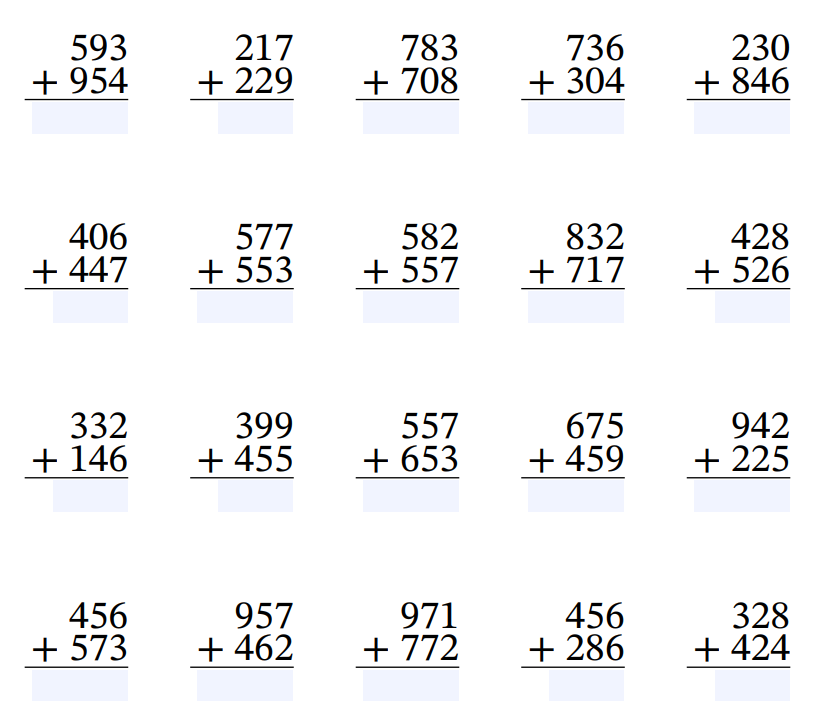 593 217 783 736 230
+ 954 + 229 + 708 + 304 + 846
406 577 582 832 428
+ 447 + 553 + 557 + 717 + 526
332 399 557 675 942
+ 146 + 455 + 653 + 459 + 225
456 957 971 456 328
+ 573 + 462 + 772 + 286 + 424